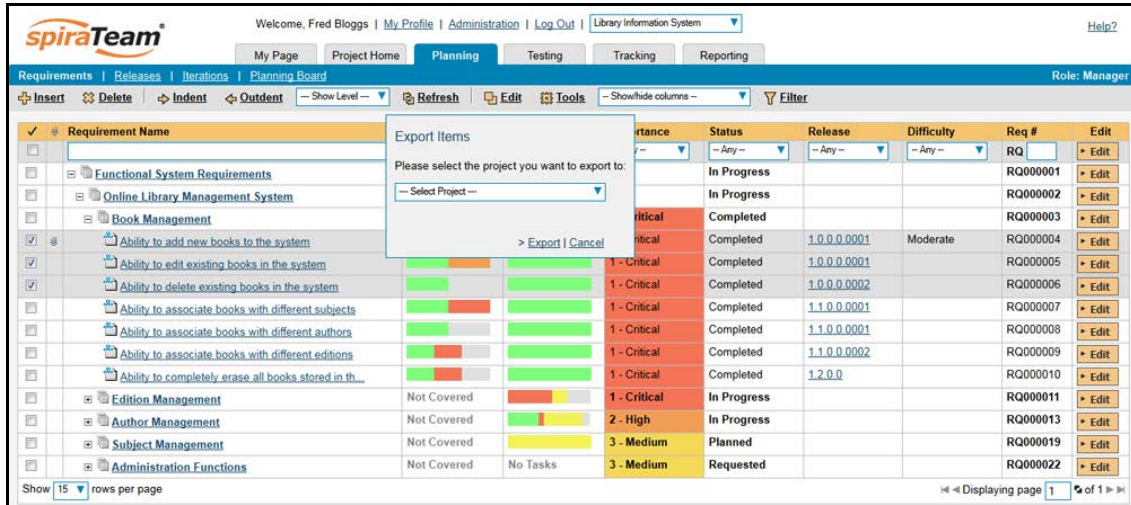 spiraTeam
Welcome, Fred Bloggs | My Profile | Administration | Log Out | Library Information System
Help?
My Page Project Home Planning Testing Tracking Reporting
Requirements | Releases | Iterations | Planning Board Role: Manager
Insert Delete Indent Outdent -- Show Level -- Refresh Edit Tools -- Show/hide columns -- Filter
Requirement Name rtance Status Release Difficulty Req # Edit
-- Any -- -- Any -- -- Any -- RQ Edit
Export Items
Please select the project you want to export to:
--- Select Project ---
> Export | Cancel
Functional System Requirements In Progress RQ000001 Edit
Online Library Management System In Progress RQ000002 Edit
Book Management ritical Completed RQ000003 Edit
Ability to add new books to the system ritical Completed 1.0.0.0.0001 Moderate RQ000004 Edit
Ability to edit existing books in the system 1 - Critical Completed 1.0.0.0.0001 RQ000005 Edit
Ability to delete existing books in the system 1 - Critical Completed 1.0.0.0.0002 RQ000006 Edit
Ability to associate books with different subjects 1 - Critical Completed 1.1.0.0.0001 RQ000007 Edit
Ability to associate books with different authors 1 - Critical Completed 1.1.0.0.0001 RQ000008 Edit
Ability to associate books with different editions 1 - Critical Completed 1.1.0.0.0002 RQ000009 Edit
Ability to completely erase all books stored in th... 1 - Critical Completed 1.2.0.0 RQ000010 Edit
Edition Management Not Covered 1 - Critical In Progress RQ000011 Edit
Author Management Not Covered 2 - High In Progress RQ000013 Edit
Subject Management Not Covered 3 - Medium Planned RQ000019 Edit
Administration Functions Not Covered No Tasks 3 - Medium Requested RQ000022 Edit
Show 15 rows per page Displaying page 1 of 1